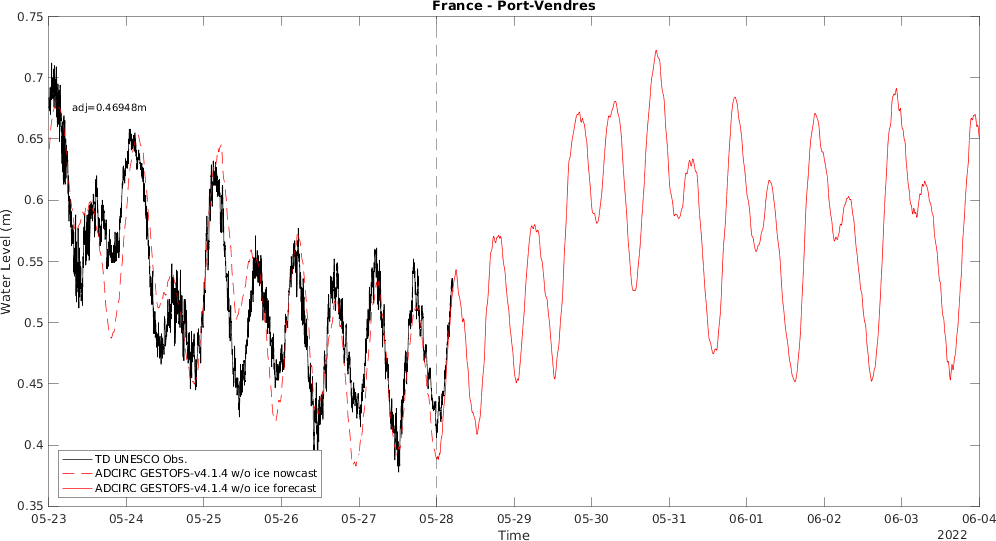 France - Port-Vendres
0.75
0.7
0.65
0.6
0.55
0.5
0.45
0.4
0.35
Water Level (m)
adj=0.46948m
TD UNESCO Obs.
ADCIRC GESTOFS-v4.1.4 w/o ice nowcast
ADCIRC GESTOFS-v4.1.4 w/o ice forecast
05-23 05-24 05-25 05-26 05-27 05-28 05-29 05-30 05-31 06-01 06-02 06-03 06-04
Time
2022